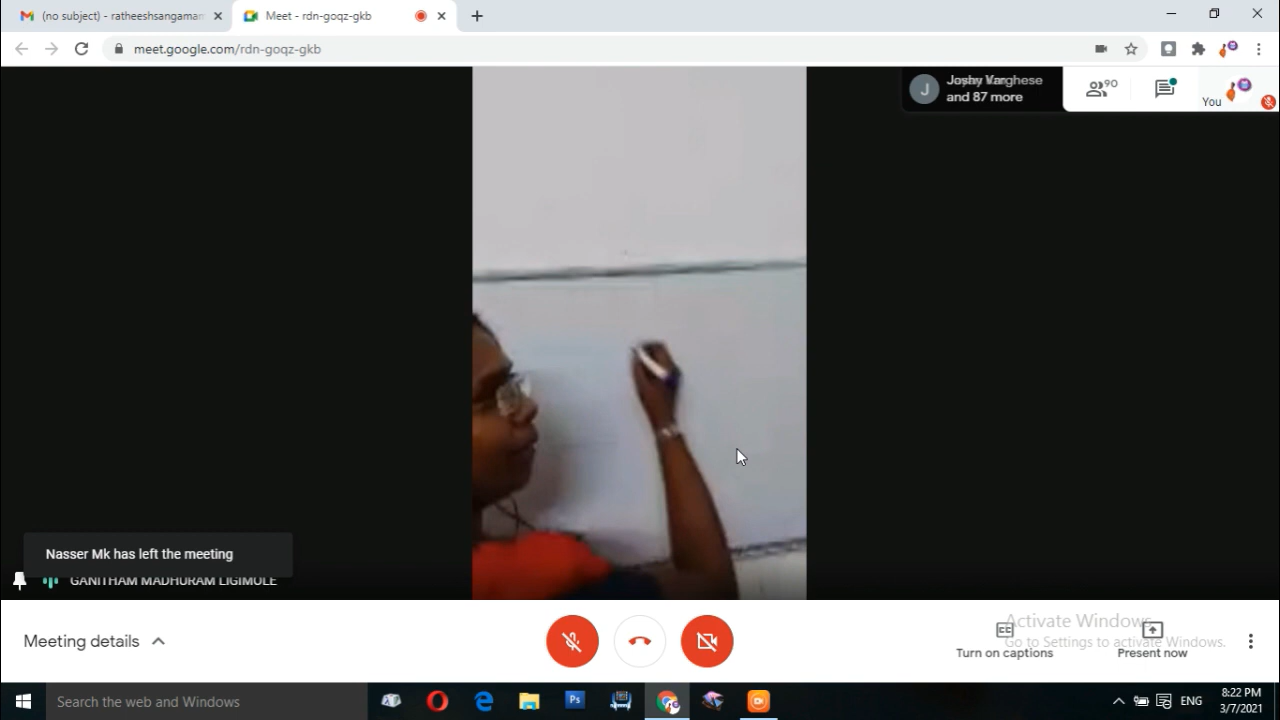 (no subject) - ratheeshsangamam
Meet - rdn-goqz-gkb
meet.google.com/rdn-goqz-gkb
Varghese
and 87 more
J
90
You
Nasser Mk has left the meeting
GANITHAM MADHURAM LIGIMOLE
Meeting details
CC
Turn on captions
Present now
Activate Windows
Go to Settings to activate Windows.
Search the web and Windows
Ps
ENG
8:22 PM
3/7/2021